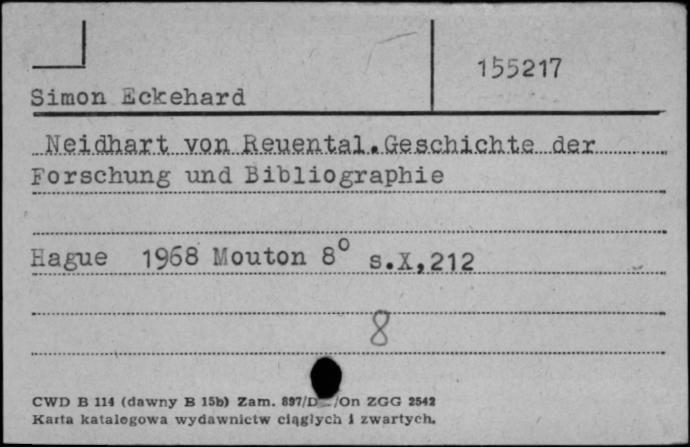 155217
Simon Eckehard
Neidhart von Reuental.Geschichte der
Forschung und Bibliographie
Hague 1968 Mouton 8° s.X,212
8
CWD B 114 (dawny B 15b) Zam. 897/D /On ZGG 2542
Karta katalogowa wydawnictw ciągłych i zwartych.